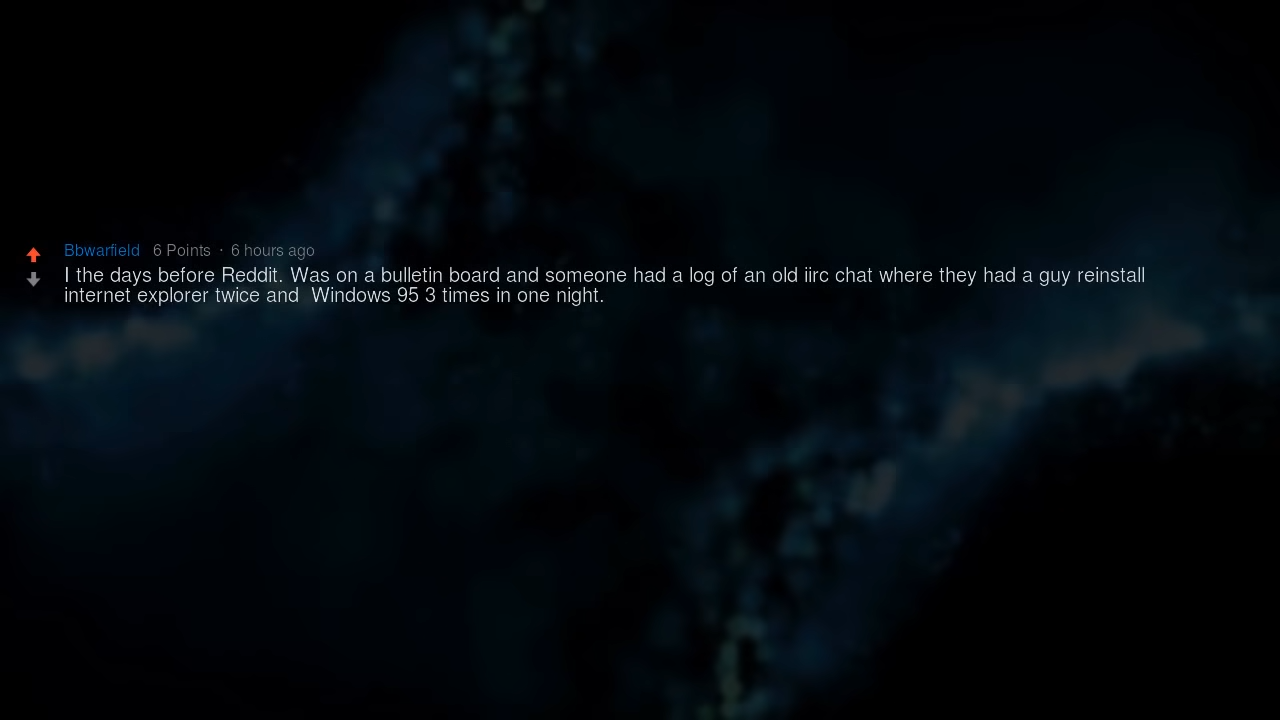 Bbwarfield 6 Points · 6 hours ago
I the days before Reddit. Was on a bulletin board and someone had a log of an old iirc chat where they had a guy reinstall
internet explorer twice and  Windows 95 3 times in one night.